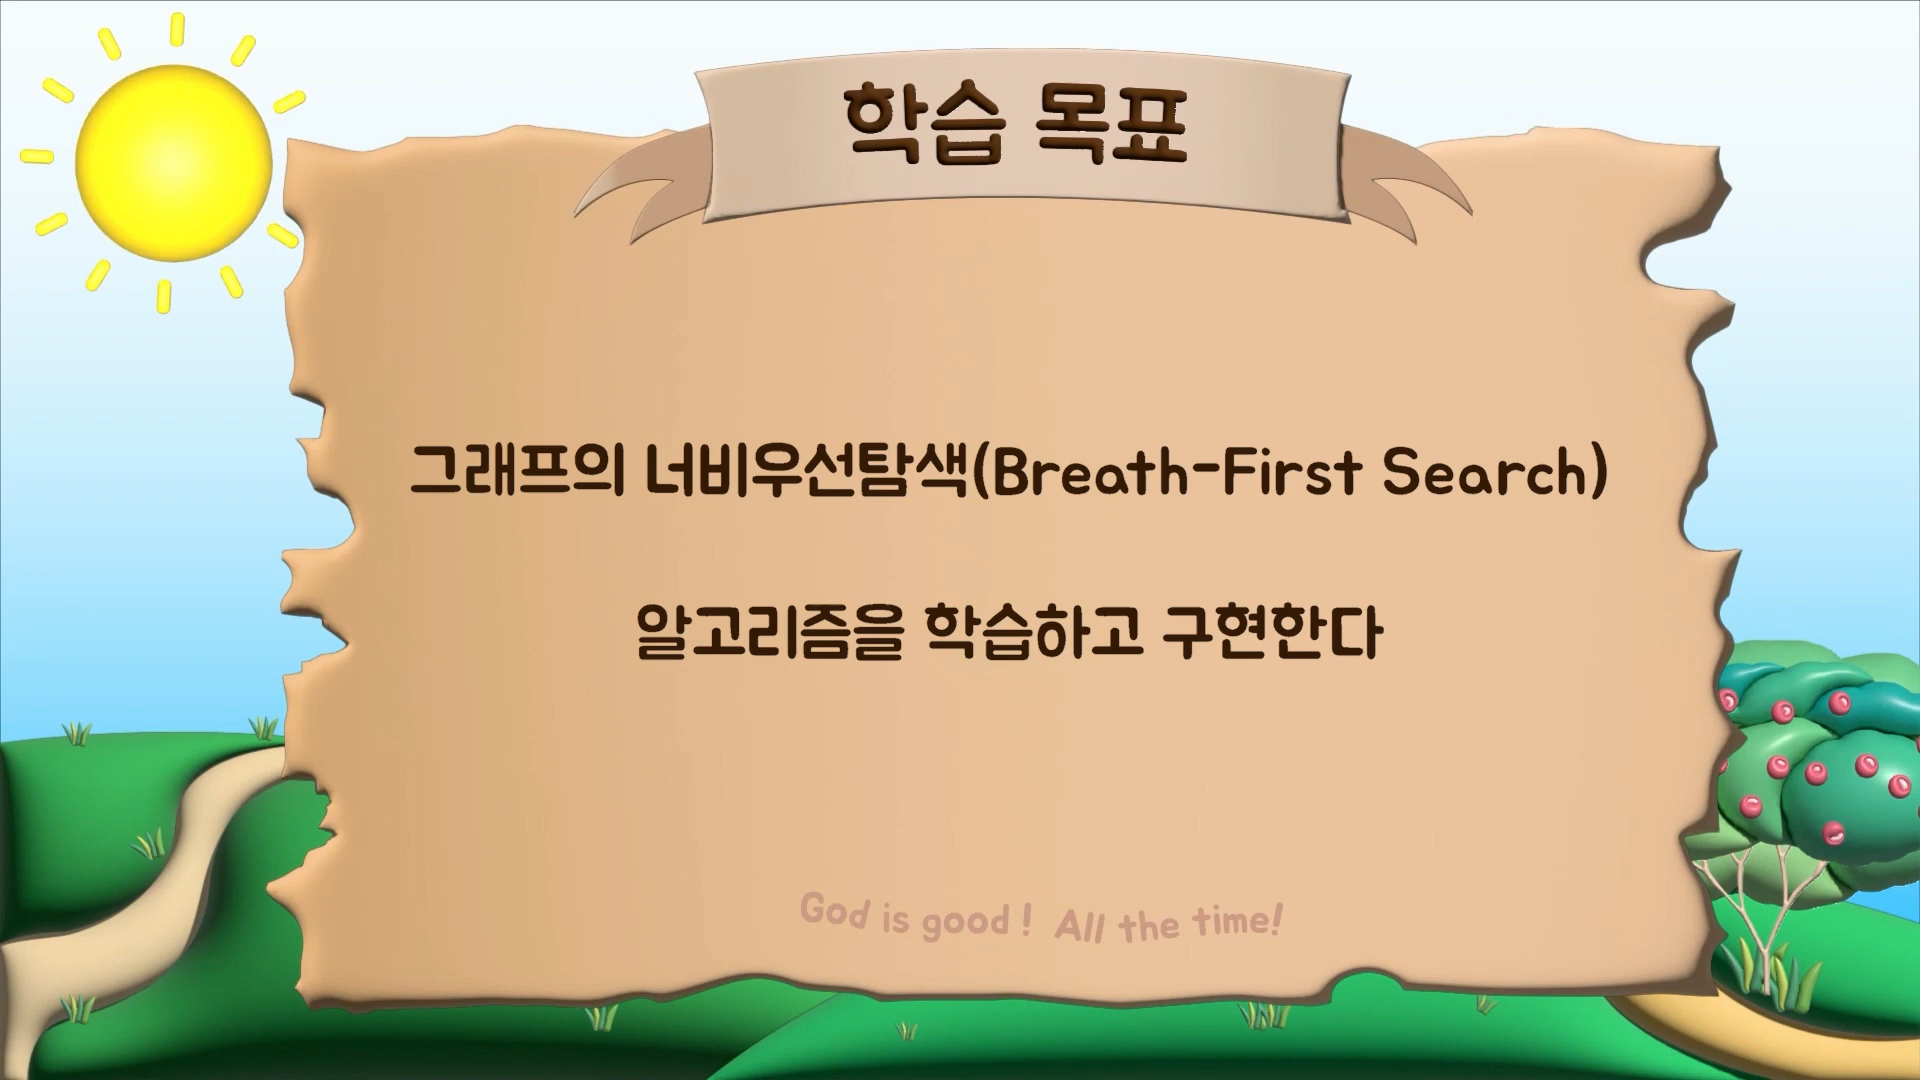 학습 목표
그래프의 너비우선탐색(Breath-First Search)
알고리즘을 학습하고 구현한다
God is good! All the time!